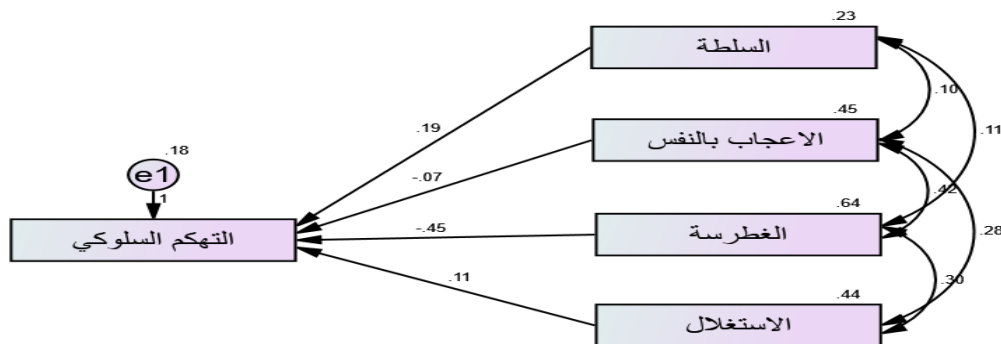 .23
السلطة
.10
.11
.19
.45
الاعجاب بالنفس
.18
e1
1
-.07
.42
.64
الغطرسة
-.45
.28
التهكم السلوكي
.11
.30
.44
الاستغلال